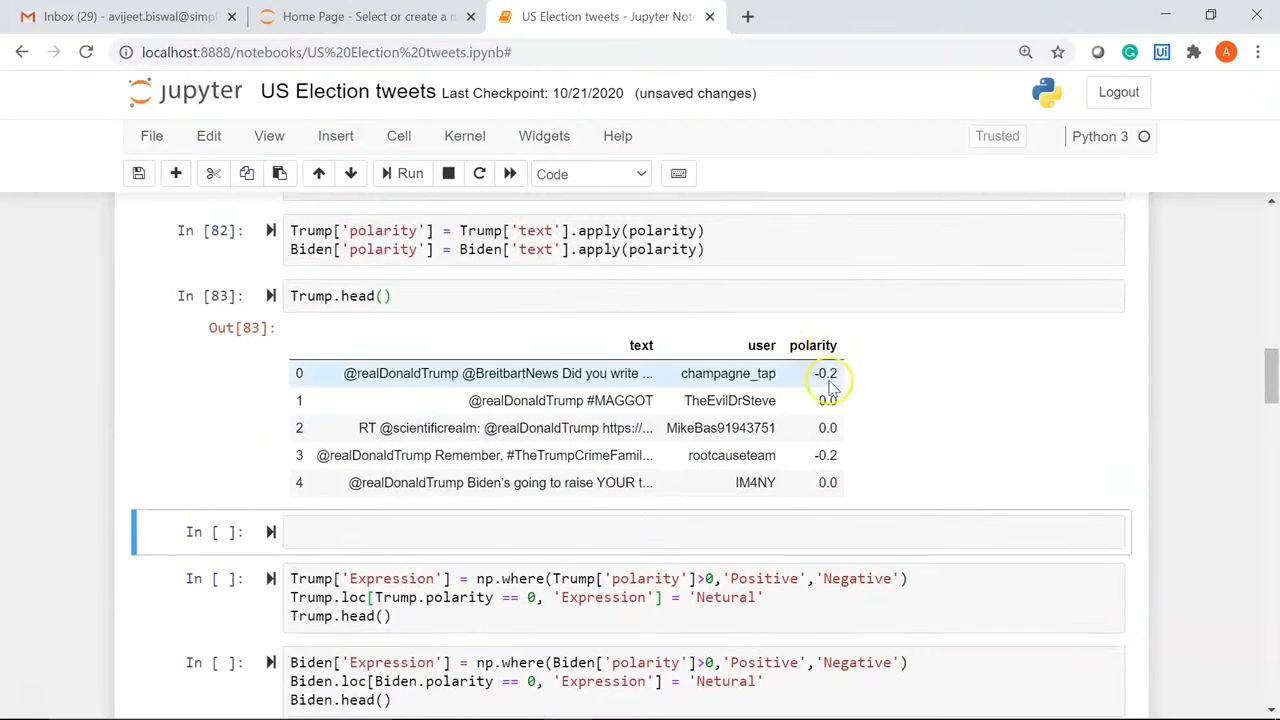 Inbox (29) - avijeet.biswal@simpl
Home Page - Select or create a n
US Election tweets - Jupyter Note
localhost:8888/notebooks/US%20Election%20tweets.ipynb#
Ui
A
jupyter US Election tweets Last Checkpoint: 10/21/2020 (unsaved changes)
Logout
File Edit View Insert Cell Kernel Widgets Help
Trusted
Python 3
Run
Code
In [82]: Trump['polarity'] = Trump['text'].apply(polarity)
Biden['polarity'] = Biden['text'].apply(polarity)
In [83]: Trump.head()
Out[83]:
text user polarity
0 @realDonaldTrump @BreitbartNews Did you write ... champagne_tap -0.2
1 @realDonaldTrump #MAGGOT TheEvilDrSteve 0.0
2 RT @scientificrealm: @realDonaldTrump https:/... MikeBas91943751 0.0
3 @realDonaldTrump Remember, #TheTrumpCrimeFamil... rootcauseteam -0.2
4 @realDonaldTrump Biden's going to raise YOUR t... IM4NY 0.0
In [ ]:
In [ ]: Trump['Expression'] = np.where(Trump['polarity']>0,'Positive','Negative')
Trump.loc[Trump.polarity == 0, 'Expression'] = 'Netural'
Trump.head()
In [ ]: Biden['Expression'] = np.where(Biden['polarity']>0,'Positive','Negative')
Biden.loc[Biden.polarity == 0, 'Expression'] = 'Netural'
Biden.head()